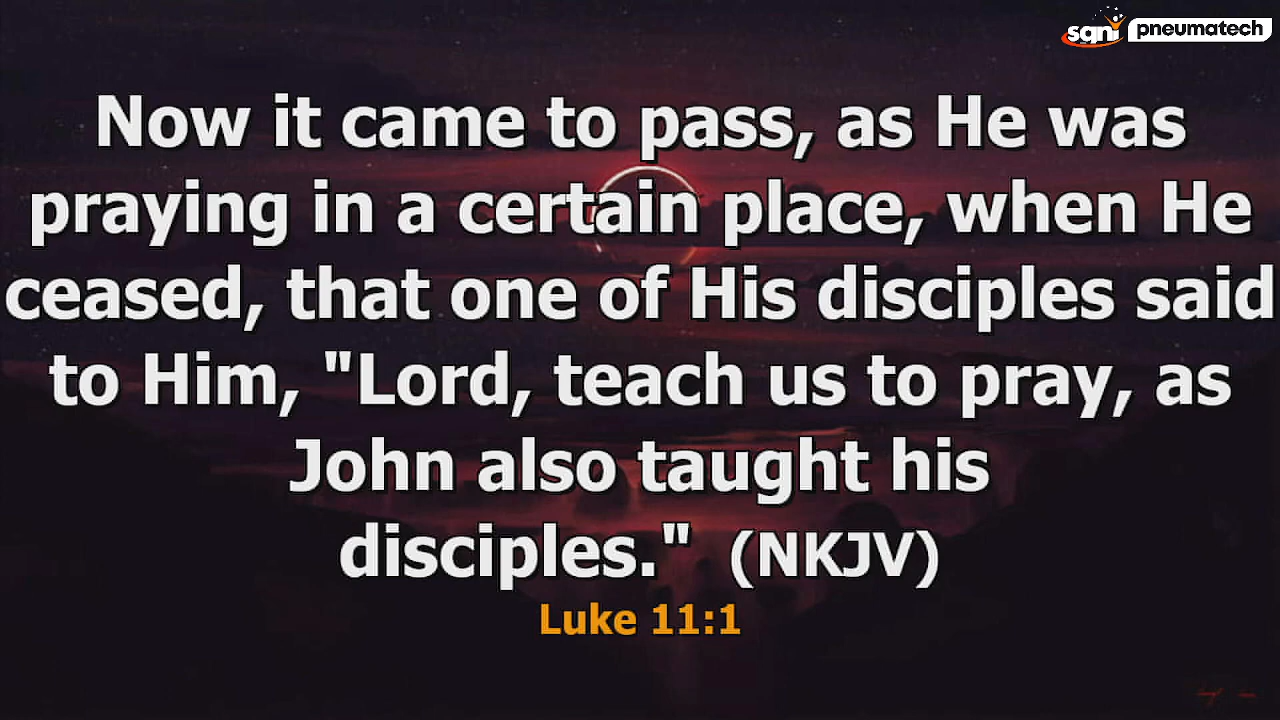 sqni pneumatech
Now it came to pass, as He was
praying in a certain place, when He
ceased, that one of His disciples said
to Him, "Lord, teach us to pray, as
John also taught his
disciples." (NKJV)
Luke 11:1